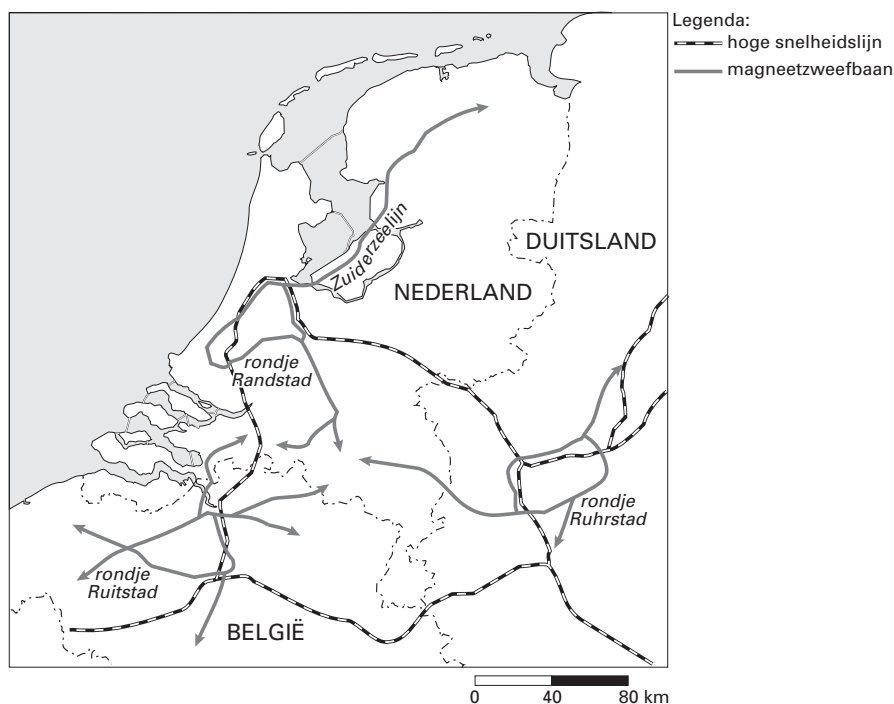 Legenda:
hoge snelheidslijn
magneetzweefbaan
DUITSLAND
Zuiderzeelijn
NEDERLAND
rondje
Randstad
rondje
Ruhrstad
rondje
Ruitstad
BELGIË
0 40 80 km